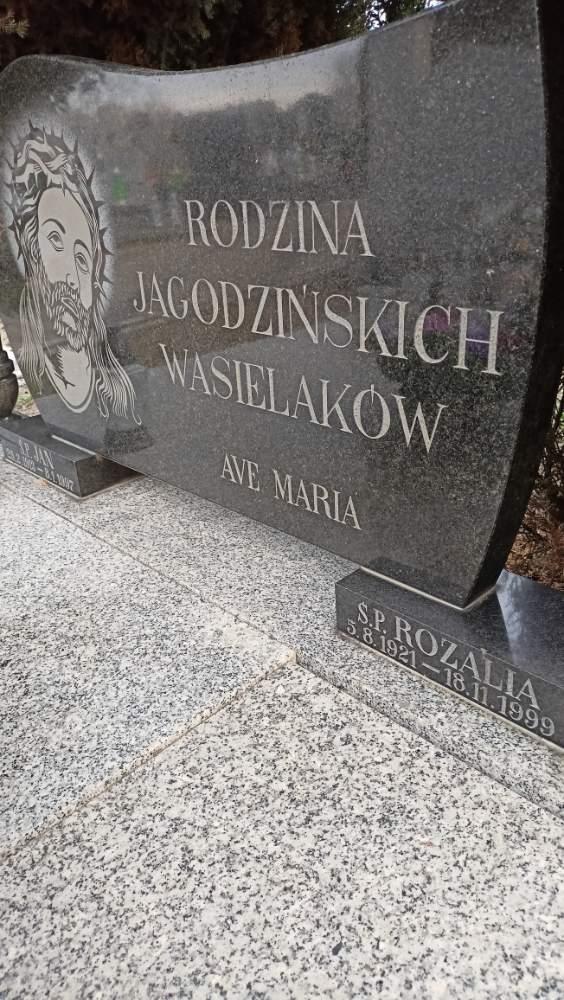 RODZINA
JAGODZIŃSKICH
WASIELAKÓW
AVE MARIA
Ś.P. JAN
Ś.P. ROZALIA
5.8.1921 – 18.11.1999